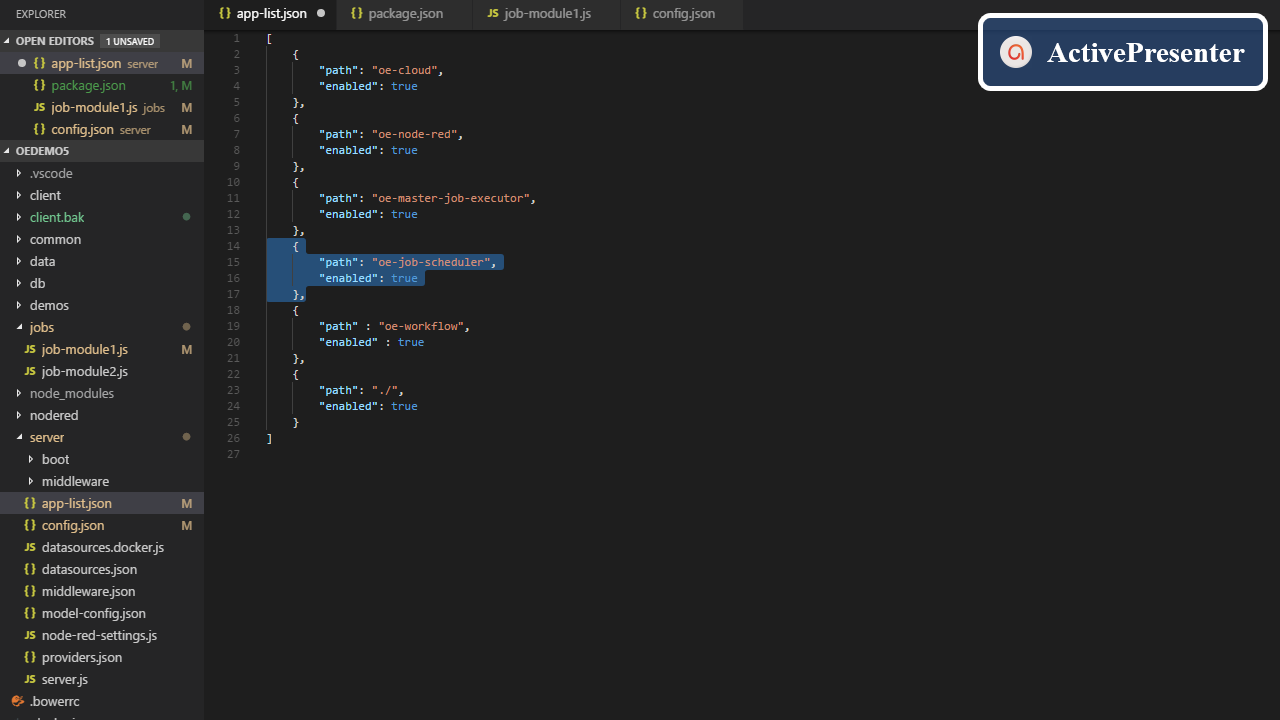 EXPLORER
OPEN EDITORS 1 UNSAVED
{} app-list.json server M
{} package.json 1, M
JS job-module1.js jobs M
{} config.json server M
OEDEMO5
.vscode
client
client.bak
common
data
db
demos
jobs
JS job-module1.js M
JS job-module2.js
node_modules
nodered
server
boot
middleware
{} app-list.json M
{} config.json M
JS datasources.docker.js
{} datasources.json
{} middleware.json
{} model-config.json
JS node-red-settings.js
{} providers.json
JS server.js
.bowerrc
{} app-list.json {} package.json JS job-module1.js {} config.json
1 [
2 {
3 "path": "oe-cloud",
4 "enabled": true
5 },
6 {
7 "path": "oe-node-red",
8 "enabled": true
9 },
10 {
11 "path": "oe-master-job-executor",
12 "enabled": true
13 },
14 {
15 "path": "oe-job-scheduler",
16 "enabled": true
17 },
18 {
19 "path" : "oe-workflow",
20 "enabled" : true
21 },
22 {
23 "path": "./",
24 "enabled": true
25 }
26 ]
27
ActivePresenter